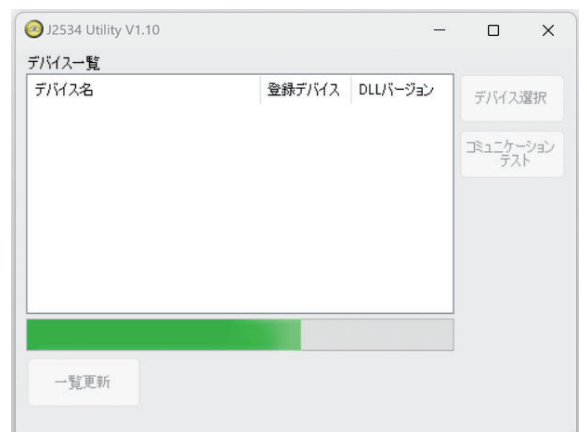 J2534 Utility V1.10
デバイス一覧
デバイス名 登録デバイス DLLバージョン
デバイス選択
コミュニケーション
テスト
一覧更新